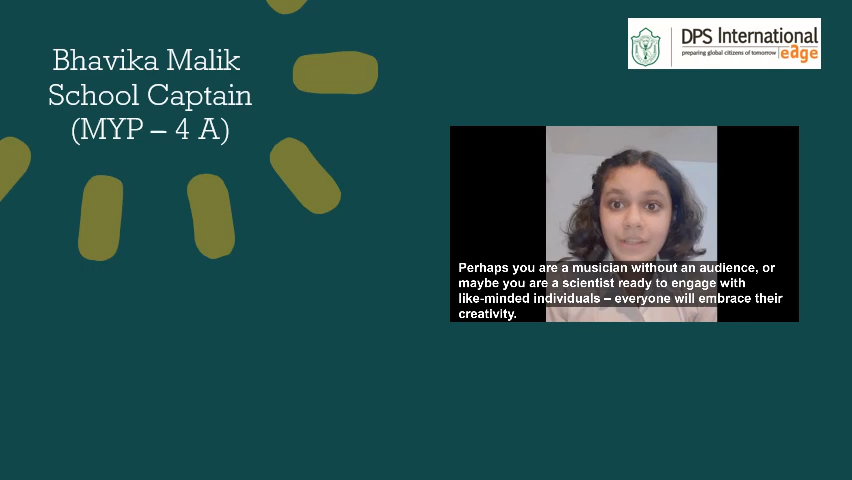 Bhavika Malik
School Captain
(MYP – 4 A)
DPS International
preparing global citizens of tomorrow
edge
Perhaps you are a musician without an audience, or
maybe you are a scientist ready to engage with
like-minded individuals – everyone will embrace their
creativity.